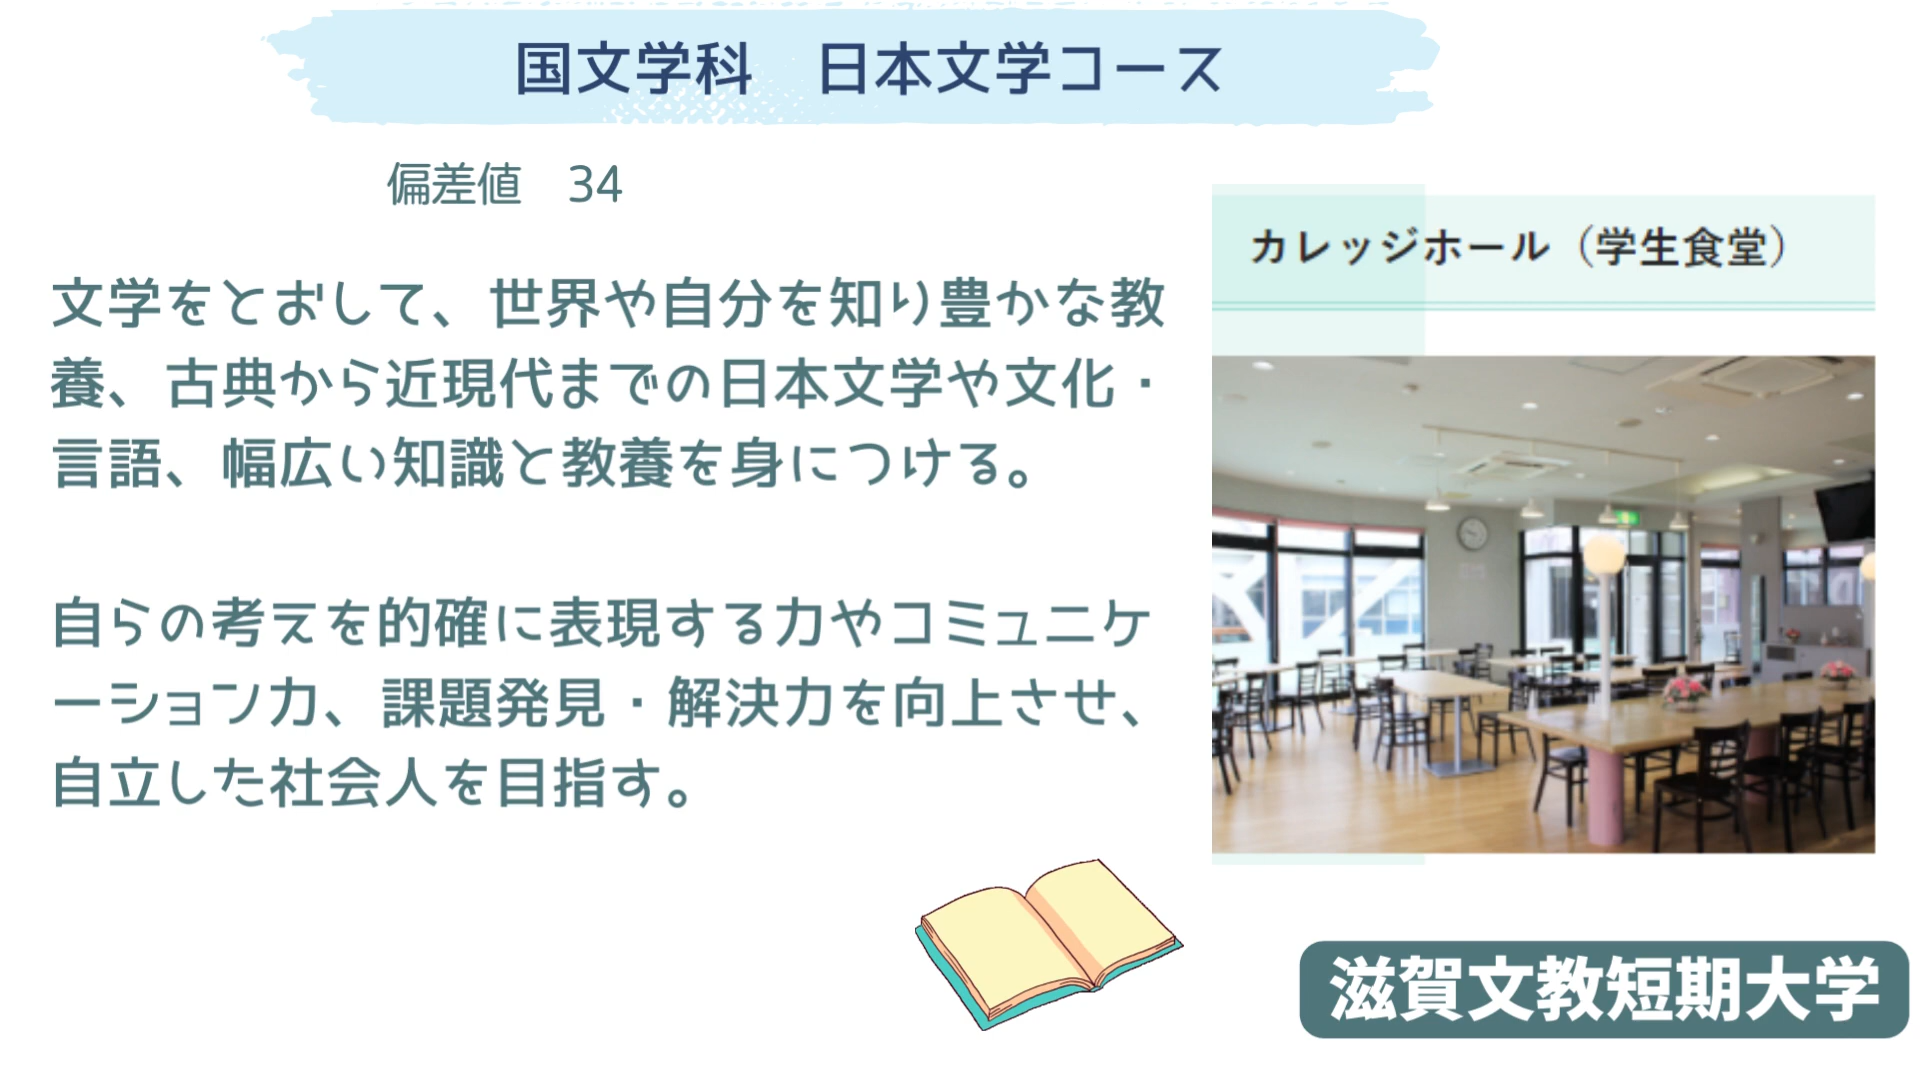 国文学科　日本文学コース
偏差値　34
文学をとおして、世界や自分を知り豊かな教
養、古典から近現代までの日本文学や文化・
言語、幅広い知識と教養を身につける。
自らの考えを的確に表現する力やコミュニケ
ーション力、課題発見・解決力を向上させ、
自立した社会人を目指す。
カレッジホール（学生食堂）
滋賀文教短期大学